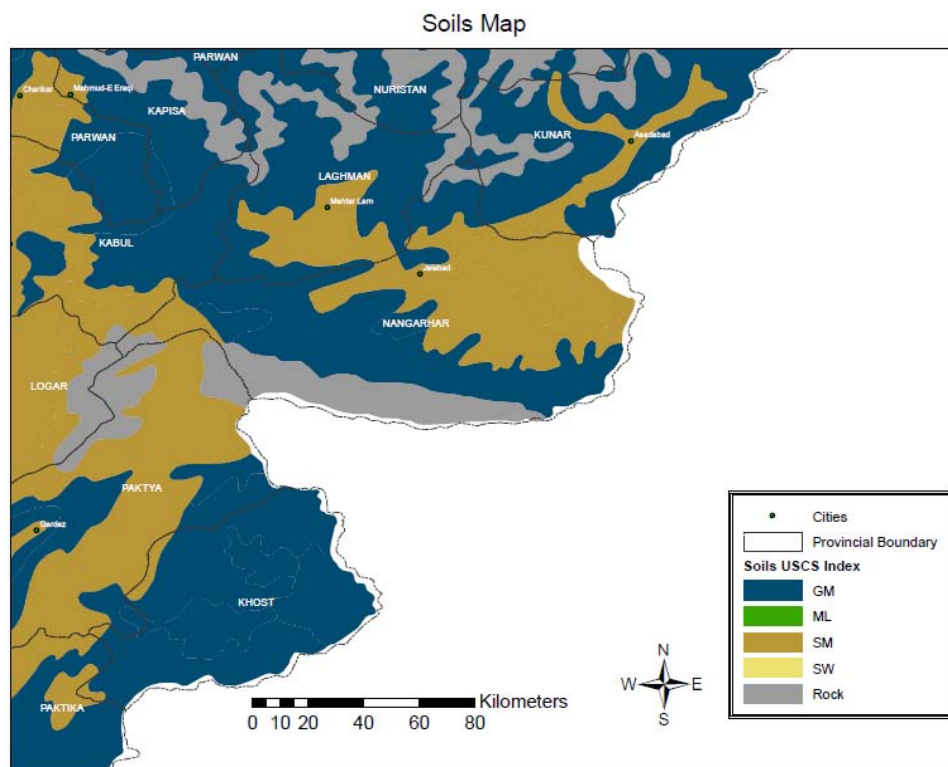 Soils Map
PARWAN
Charikar
Mahmud-E Eraqi
NURISTAN
KAPISA
PARWAN
KUNAR
Asadabad
LAGHMAN
Mehtar Lam
KABUL
Jalabad
NANGARHAR
LOGAR
PAKTYA
Gardez
KHOST
PAKTIKA
Kilometers
0 10 20 40 60 80
N
W E
S
Cities
Provincial Boundary
Soils USCS Index
GM
ML
SM
SW
Rock